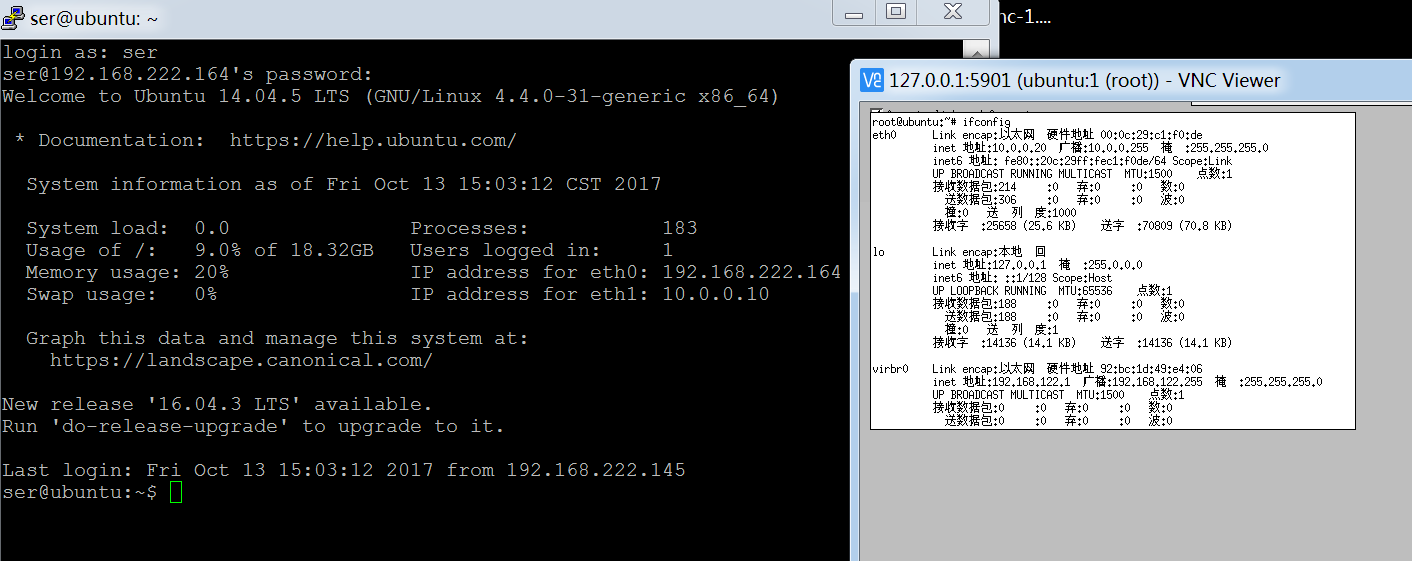 ser@ubuntu: ~
login as: ser
ser@192.168.222.164's password:
Welcome to Ubuntu 14.04.5 LTS (GNU/Linux 4.4.0-31-generic x86_64)
* Documentation: https://help.ubuntu.com/
System information as of Fri Oct 13 15:03:12 CST 2017
System load: 0.0 Processes: 183
Usage of /: 9.0% of 18.32GB Users logged in: 1
Memory usage: 20% IP address for eth0: 192.168.222.164
Swap usage: 0% IP address for eth1: 10.0.0.10
Graph this data and manage this system at:
https://landscape.canonical.com/
New release '16.04.3 LTS' available.
Run 'do-release-upgrade' to upgrade to it.
Last login: Fri Oct 13 15:03:12 2017 from 192.168.222.145
ser@ubuntu:~$
nc-1....
127.0.0.1:5901 (ubuntu:1 (root)) - VNC Viewer
root@ubuntu:~# ifconfig
eth0 Link encap:以太网 硬件地址 00:0c:29:c1:f0:de
inet 地址:10.0.0.20 广播:10.0.0.255 掩 :255.255.255.0
inet6 地址: fe80::20c:29ff:fec1:f0de/64 Scope:Link
UP BROADCAST RUNNING MULTICAST MTU:1500 点数:1
接收数据包:214 :0 弃:0 :0 数:0
送数据包:306 :0 弃:0 :0 波:0
撞:0 送 列 度:1000
接收字 :25658 (25.6 KB) 送字 :70809 (70.8 KB)
lo Link encap:本地 回
inet 地址:127.0.0.1 掩 :255.0.0.0
inet6 地址: ::1/128 Scope:Host
UP LOOPBACK RUNNING MTU:65536 点数:1
接收数据包:188 :0 弃:0 :0 数:0
送数据包:188 :0 弃:0 :0 波:0
撞:0 送 列 度:1
接收字 :14136 (14.1 KB) 送字 :14136 (14.1 KB)
virbr0 Link encap:以太网 硬件地址 92:bc:1d:49:e4:06
inet 地址:192.168.122.1 广播:192.168.122.255 掩 :255.255.255.0
UP BROADCAST MULTICAST MTU:1500 点数:1
接收数据包:0 :0 弃:0 :0 数:0
送数据包:0 :0 弃:0 :0 波:0